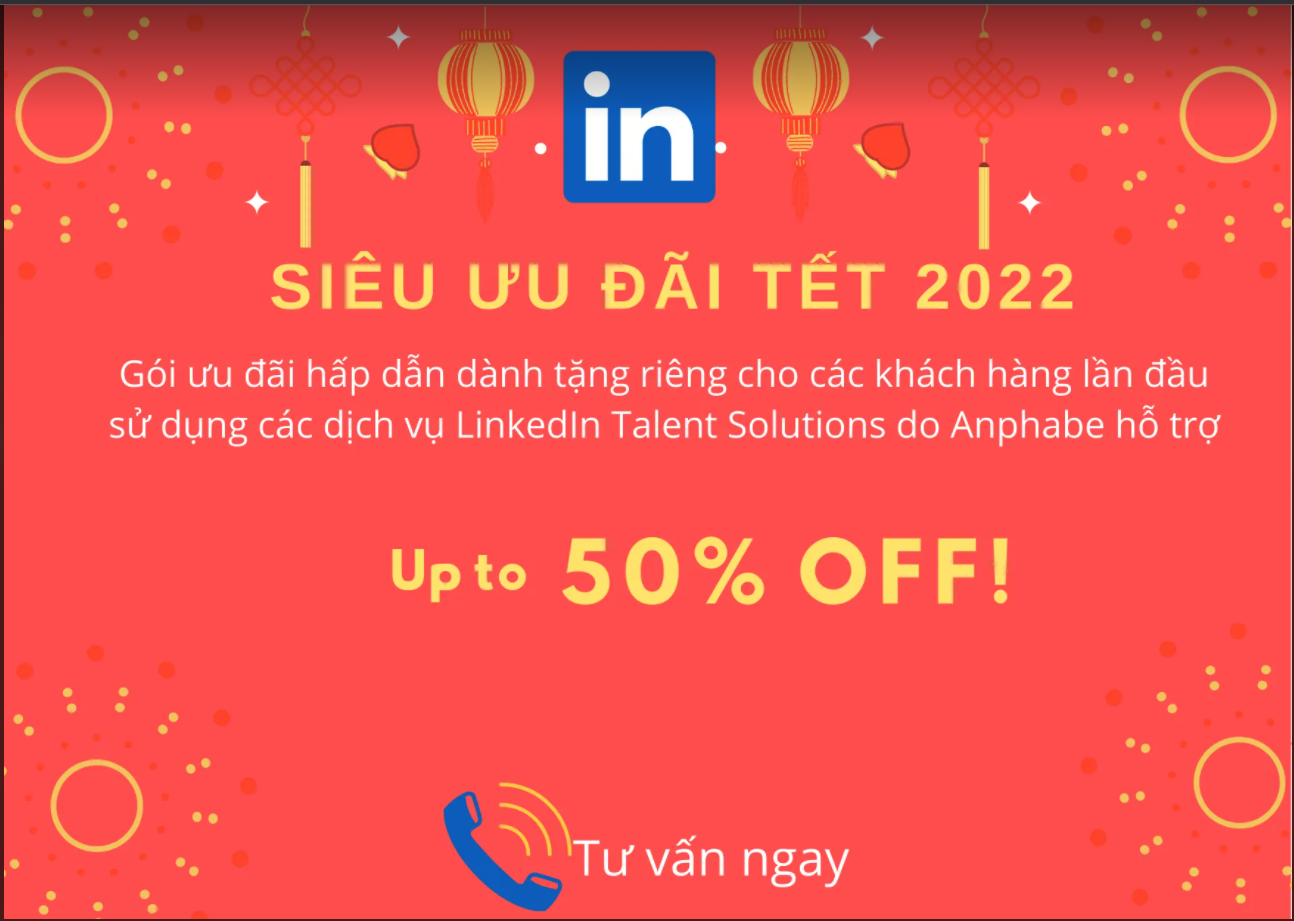 in
SIÊU ƯU ĐÃI TẾT 2022
Gói ưu đãi hấp dẫn dành tặng riêng cho các khách hàng lần đầu
sử dụng các dịch vụ LinkedIn Talent Solutions do Anphabe hỗ trợ
Up to 50% OFF!
Tư vấn ngay